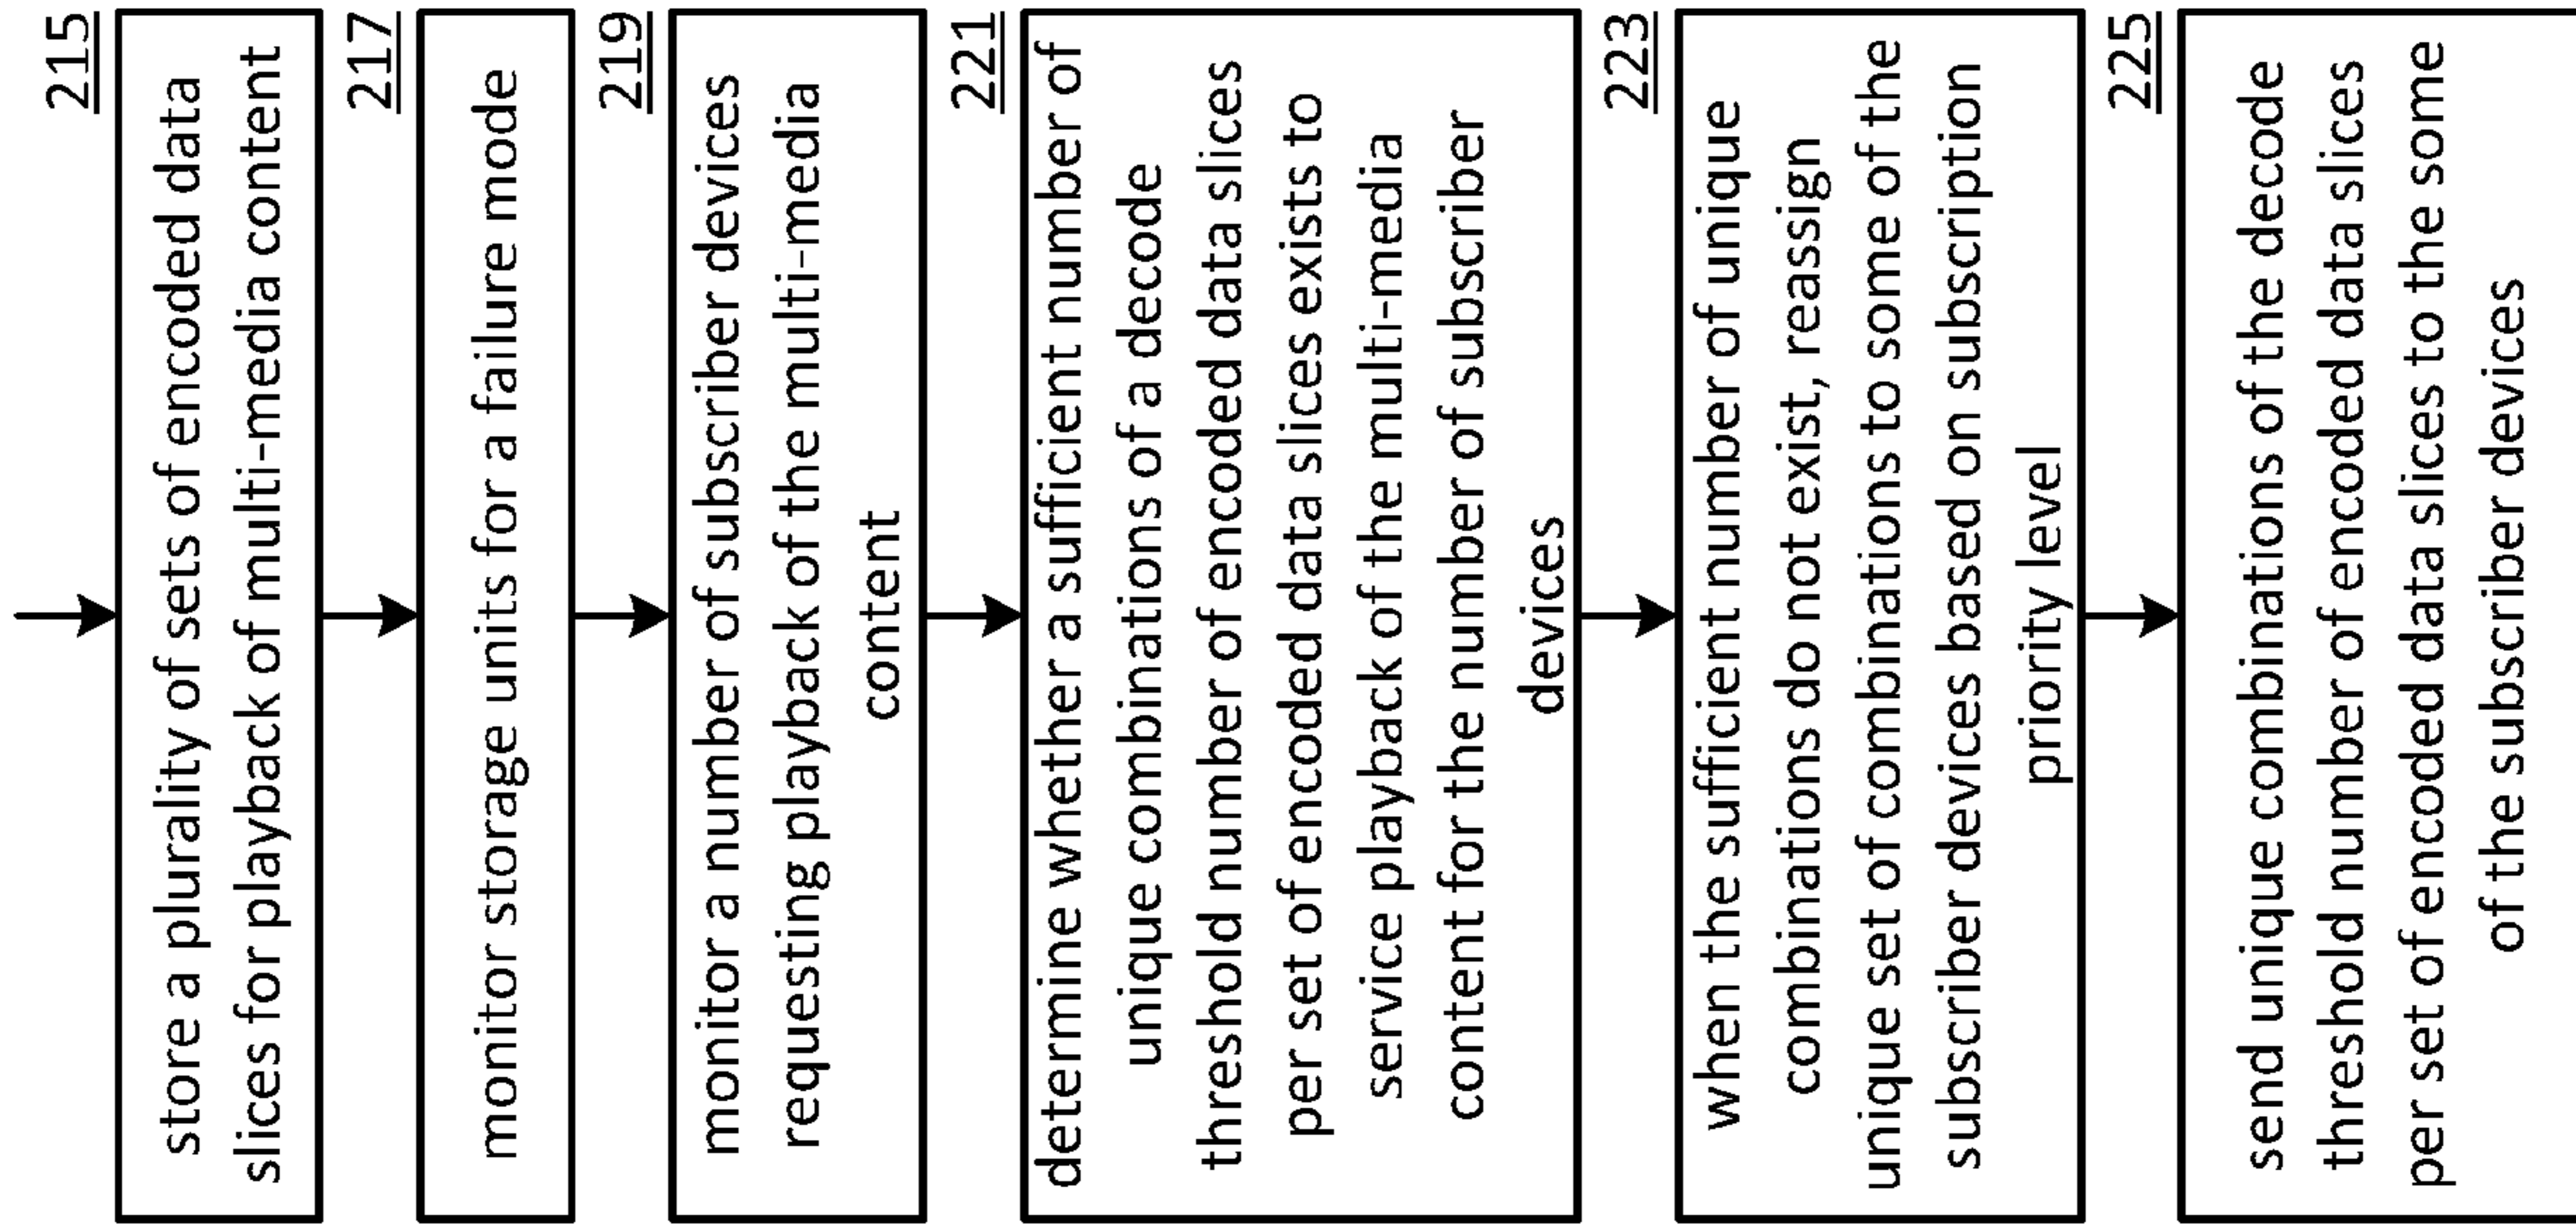 215
store a plurality of sets of encoded data
slices for playback of multi-media content
217
monitor storage units for a failure mode
219
monitor a number of subscriber devices
requesting playback of the multi-media
content
221
determine whether a sufficient number of
unique combinations of a decode
threshold number of encoded data slices
per set of encoded data slices exists to
service playback of the multi-media
content for the number of subscriber
devices
223
when the sufficient number of unique
combinations do not exist, reassign
unique set of combinations to some of the
subscriber devices based on subscription
priority level
225
send unique combinations of the decode
threshold number of encoded data slices
per set of encoded data slices to the some
of the subscriber devices